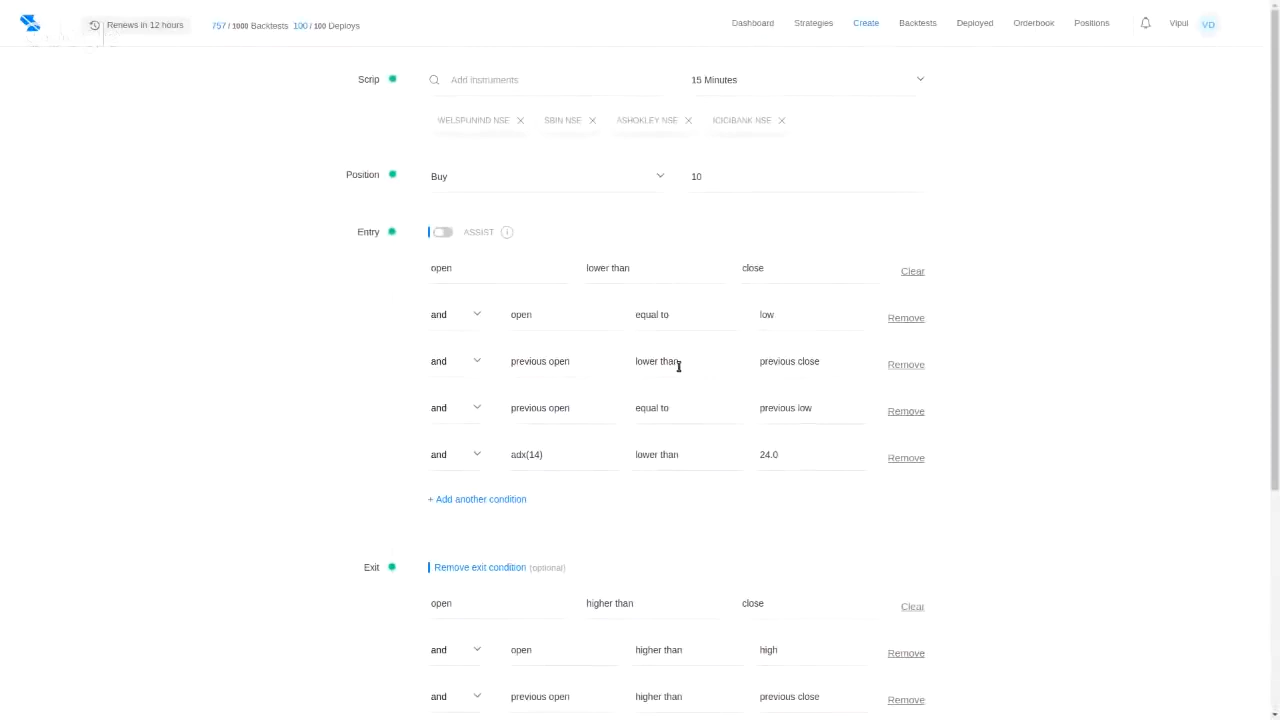 Renews in 12 hours 757 / 1000 Backtests 100 / 100 Deploys Dashboard Strategies Create Backtests Deployed Orderbook Positions Vipul VD
Scrip Add instruments 15 Minutes
WELSPUNIND NSE SBIN NSE ASHOKLEY NSE ICICIBANK NSE
Position Buy 10
Entry ASSIST i
open lower than close Clear
and open equal to low Remove
and previous open lower than previous close Remove
and previous open equal to previous low Remove
and adx(14) lower than 24.0 Remove
+ Add another condition
Exit Remove exit condition (optional)
open higher than close Clear
and open higher than high Remove
and previous open higher than previous close Remove